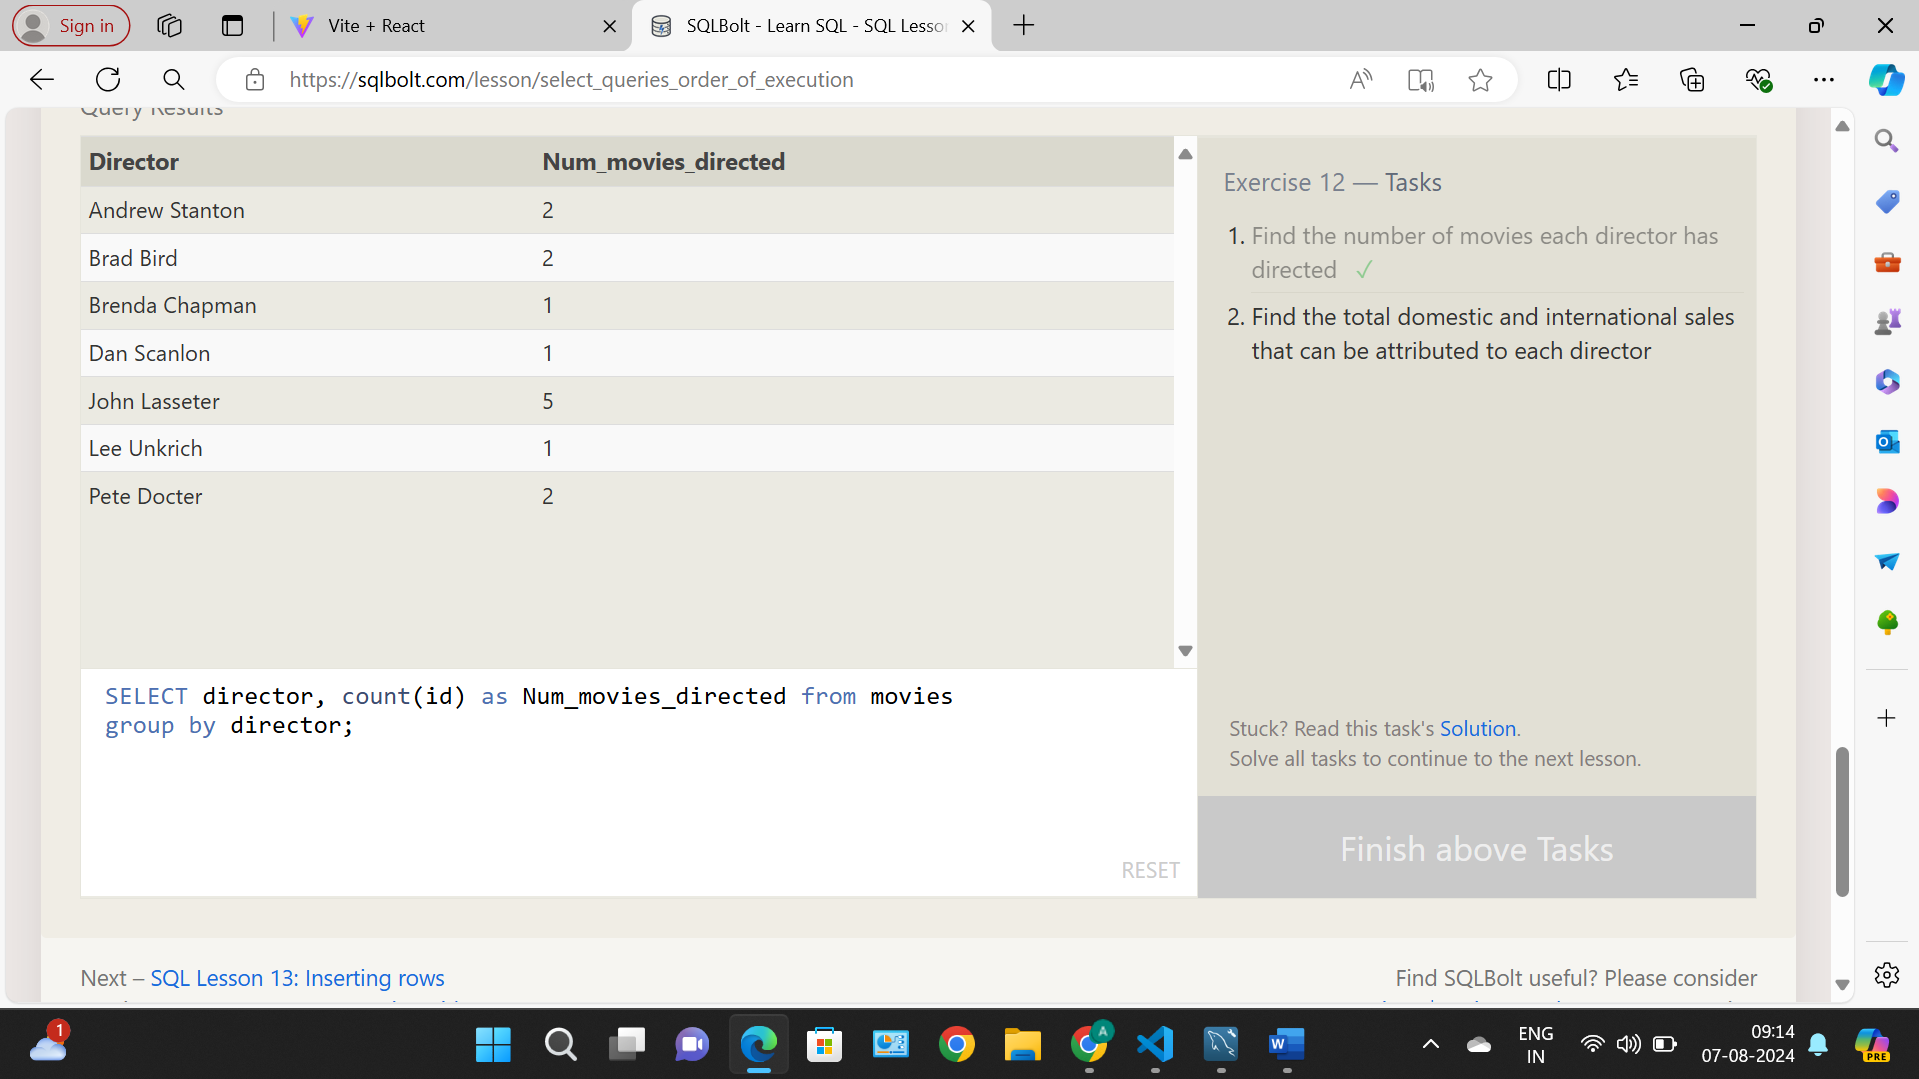 Sign in
Vite + React
SQLBolt - Learn SQL - SQL Lesso
https://sqlbolt.com/lesson/select_queries_order_of_execution
Query Results
Director Num_movies_directed
Andrew Stanton 2
Brad Bird 2
Brenda Chapman 1
Dan Scanlon 1
John Lasseter 5
Lee Unkrich 1
Pete Docter 2
SELECT director, count(id) as Num_movies_directed from movies
group by director;
RESET
Exercise 12 — Tasks
1. Find the number of movies each director has
directed ✓
2. Find the total domestic and international sales
that can be attributed to each director
Stuck? Read this task's Solution.
Solve all tasks to continue to the next lesson.
Finish above Tasks
Next – SQL Lesson 13: Inserting rows
Find SQLBolt useful? Please consider
1
A
W
ENG
IN
09:14
07-08-2024
PRE